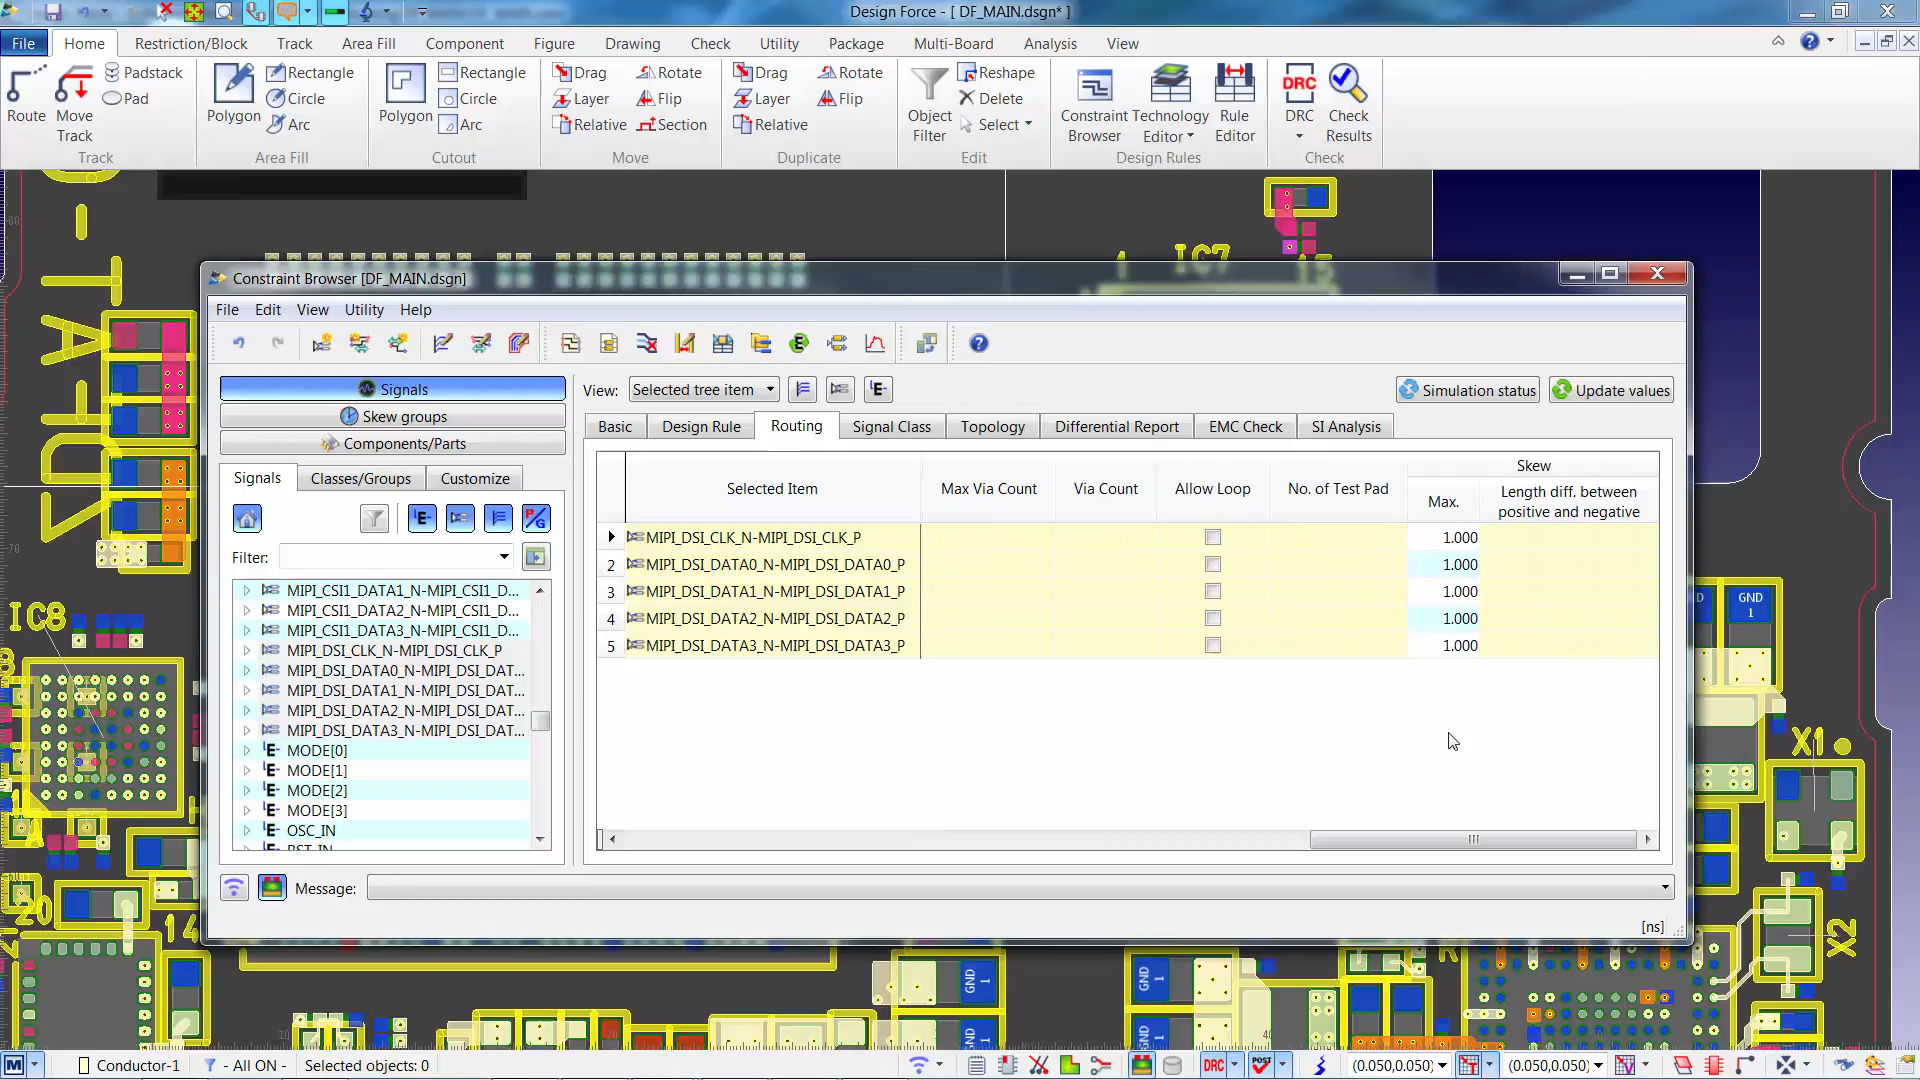 Design Force - [ DF_MAIN.dsgn* ]
File Home Restriction/Block Track Area Fill Component Figure Drawing Check Utility Package Multi-Board Analysis View
Route Move Track Padstack Pad Track
Polygon Rectangle Circle Arc Area Fill
Polygon Rectangle Circle Arc Cutout
Drag Rotate Layer Flip Relative Section Move
Drag Rotate Layer Flip Relative Duplicate
Object Filter Reshape Delete Select Edit
Constraint Browser Technology Editor Rule Editor Design Rules
DRC Check Results Check
IC7
15
Constraint Browser [DF_MAIN.dsgn]
File Edit View Utility Help
Signals
Skew groups
Components/Parts
Signals Classes/Groups Customize
Filter:
MIPI_CSI1_DATA1_N-MIPI_CSI1_D...
MIPI_CSI1_DATA2_N-MIPI_CSI1_D...
MIPI_CSI1_DATA3_N-MIPI_CSI1_D...
MIPI_DSI_CLK_N-MIPI_DSI_CLK_P
MIPI_DSI_DATA0_N-MIPI_DSI_DAT...
MIPI_DSI_DATA1_N-MIPI_DSI_DAT...
MIPI_DSI_DATA2_N-MIPI_DSI_DAT...
MIPI_DSI_DATA3_N-MIPI_DSI_DAT...
MODE[0]
MODE[1]
MODE[2]
MODE[3]
OSC_IN
View: Selected tree item Simulation status Update values
Basic Design Rule Routing Signal Class Topology Differential Report EMC Check SI Analysis
Selected Item Max Via Count Via Count Allow Loop No. of Test Pad Skew
Max. Length diff. between positive and negative
MIPI_DSI_CLK_N-MIPI_DSI_CLK_P 1.000
2 MIPI_DSI_DATA0_N-MIPI_DSI_DATA0_P 1.000
3 MIPI_DSI_DATA1_N-MIPI_DSI_DATA1_P 1.000
4 MIPI_DSI_DATA2_N-MIPI_DSI_DATA2_P 1.000
5 MIPI_DSI_DATA3_N-MIPI_DSI_DATA3_P 1.000
Message:
[ns]
IC8
GND
1
X1
X2
20
14
GND 1
GND 1
GND
GND
Conductor-1 - All ON - Selected objects: 0 DRC POST (0.050,0.050) (0.050,0.050)